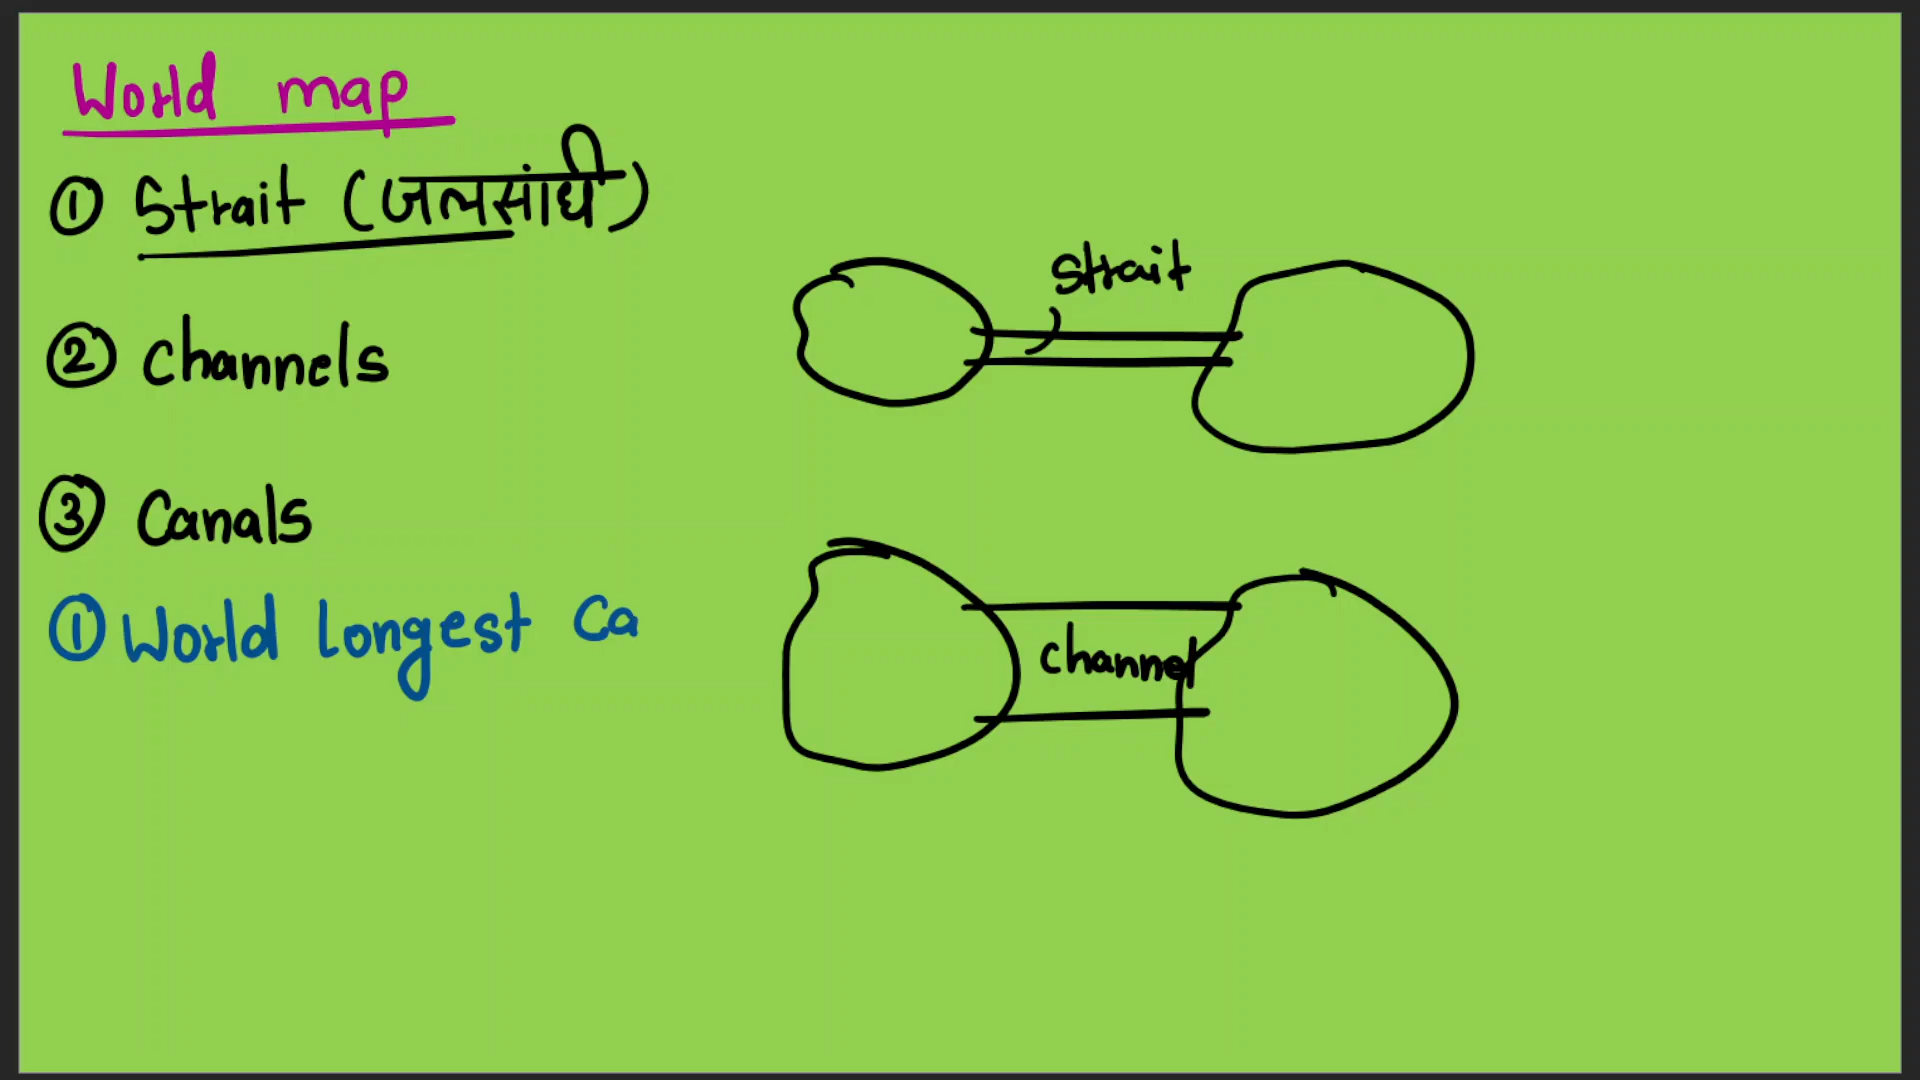 World map
① Strait (जलसांधी)
strait
② Channels
③ Canals
① World longest Ca
channel